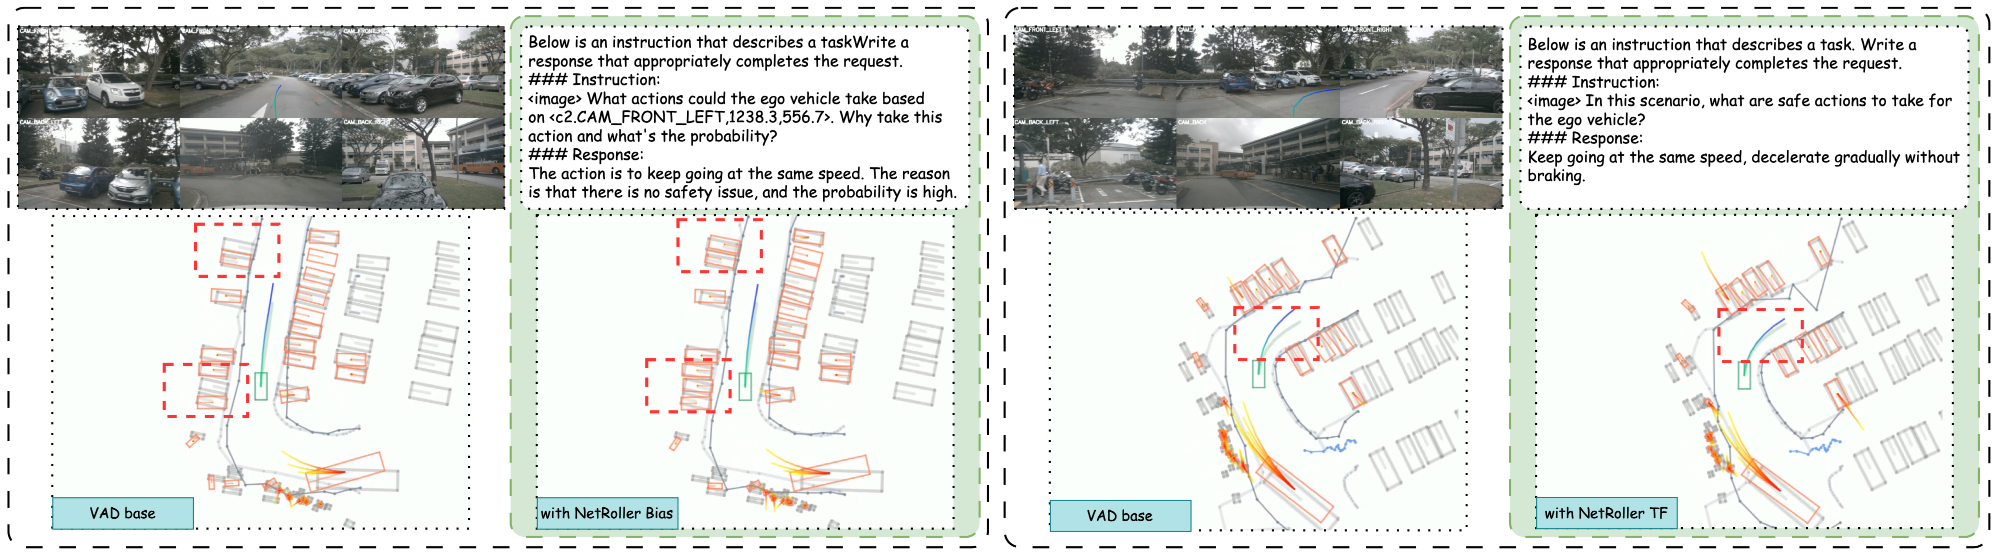 CAM_FRONT_LEFT
CAM_FRONT
CAM_FRONT_RIGHT
CAM_BACK_LEFT
CAM_BACK
Below is an instruction that describes a taskWrite a
response that appropriately completes the request.
### Instruction:
<image> What actions could the ego vehicle take based
on <c2.CAM_FRONT_LEFT,1238.3,556.7>. Why take this
action and what's the probability?
### Response:
The action is to keep going at the same speed. The reason
is that there is no safety issue, and the probability is high.
VAD base
with NetRoller Bias
CAM_FRONT_LEFT
CAM_FRONT
CAM_FRONT_RIGHT
CAM_BACK_LEFT
CAM_BACK
Below is an instruction that describes a task. Write a
response that appropriately completes the request.
### Instruction:
<image> In this scenario, what are safe actions to take for
the ego vehicle?
### Response:
Keep going at the same speed, decelerate gradually without
braking.
VAD base
with NetRoller TF